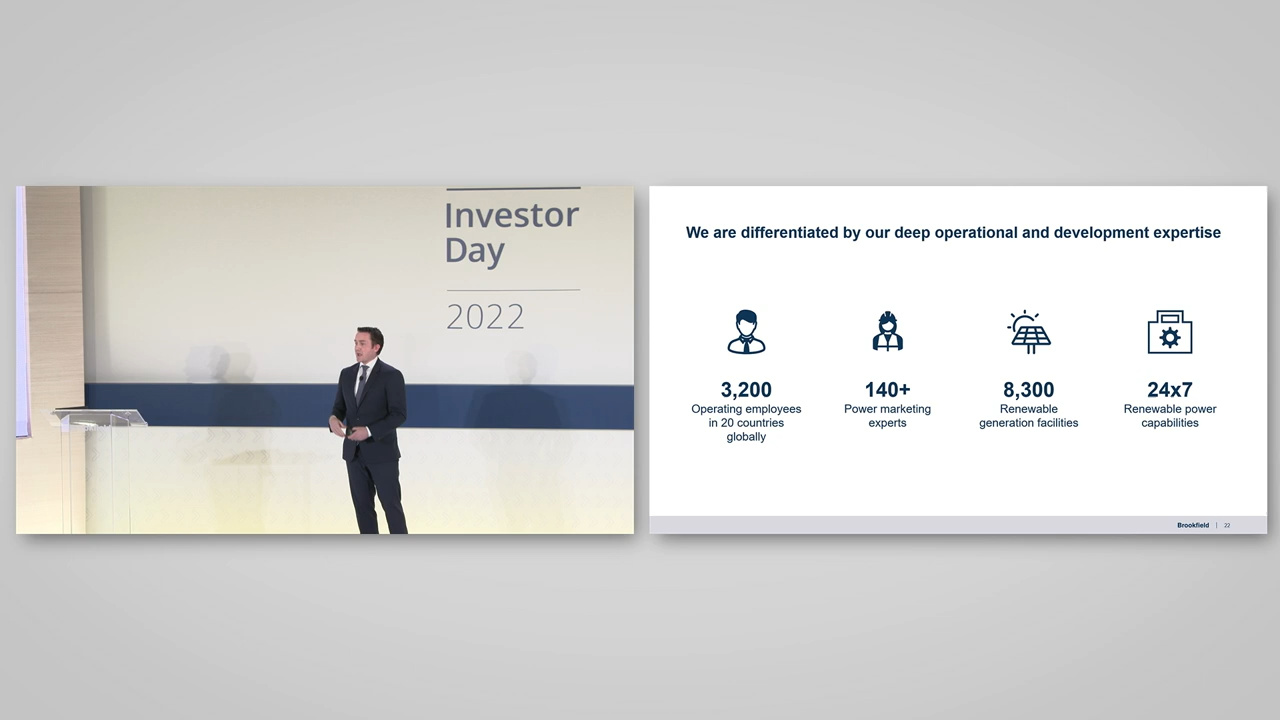 Investor
Day
2022
We are differentiated by our deep operational and development expertise
3,200
Operating employees
in 20 countries
globally
140+
Power marketing
experts
8,300
Renewable
generation facilities
24x7
Renewable power
capabilities
Brookfield | 22